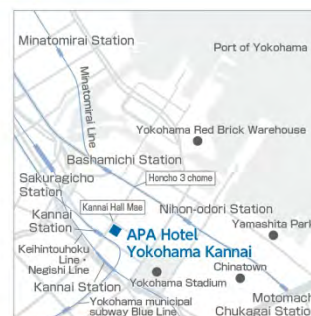 Minatomirai Station
Port of Yokohama
Minatomirai Line
Yokohama Red Brick Warehouse
Bashamichi Station
Sakuragicho
Station
Honcho 3 chome
Kannai Hall Mae
Nihon-odori Station
Kannai
Station
Yamashita Park
APA Hotel
Yokohama Kannai
Keihintouhoku
Line・
Negishi Line
Chinatown
Kannai Station
Yokohama Stadium
Yokohama municipal
subway Blue Line
Motomach
Chukagai Statio